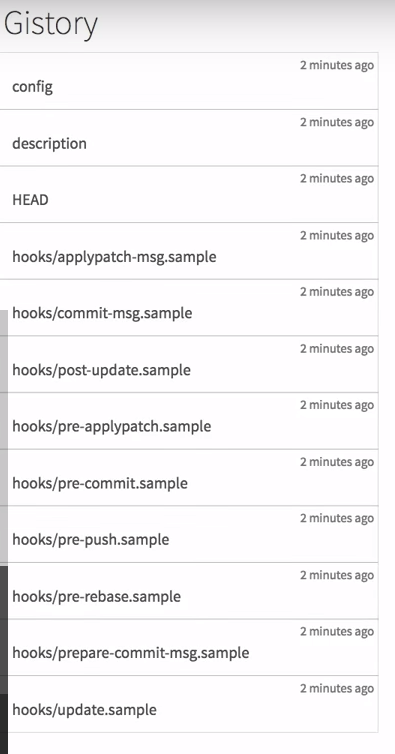 Gistory
2 minutes ago
config
2 minutes ago
description
2 minutes ago
HEAD
2 minutes ago
hooks/applypatch-msg.sample
2 minutes ago
hooks/commit-msg.sample
2 minutes ago
hooks/post-update.sample
2 minutes ago
hooks/pre-applypatch.sample
2 minutes ago
hooks/pre-commit.sample
2 minutes ago
hooks/pre-push.sample
2 minutes ago
hooks/pre-rebase.sample
2 minutes ago
hooks/prepare-commit-msg.sample
2 minutes ago
hooks/update.sample